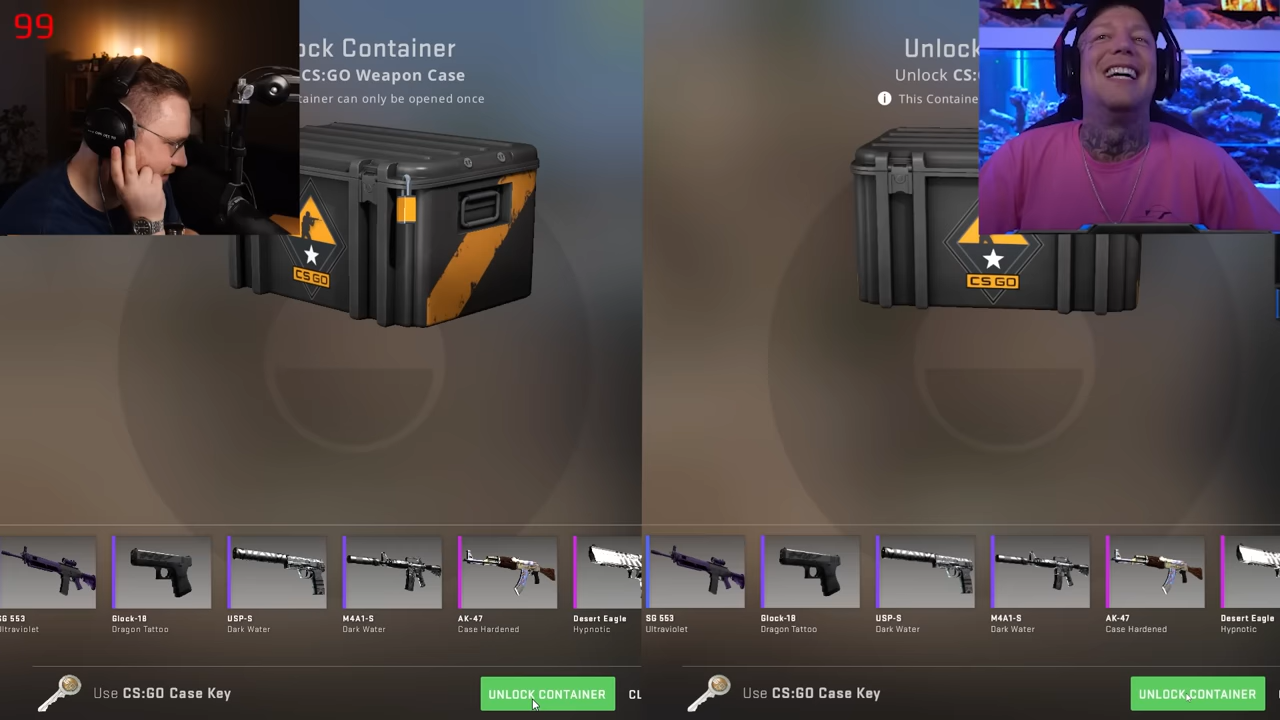 99
ock Container
CS:GO Weapon Case
tainer can only be opened once
CS GO
SG 553
Ultraviolet
Glock-18
Dragon Tattoo
USP-S
Dark Water
M4A1-S
Dark Water
AK-47
Case Hardened
Desert Eagle
Hypnotic
Use CS:GO Case Key
UNLOCK CONTAINER
CL
Unlock
Unlock CS:G
This Containe
CS GO
SG 553
Ultraviolet
Glock-18
Dragon Tattoo
USP-S
Dark Water
M4A1-S
Dark Water
AK-47
Case Hardened
Desert Eagle
Hypnotic
Use CS:GO Case Key
UNLOCK CONTAINER